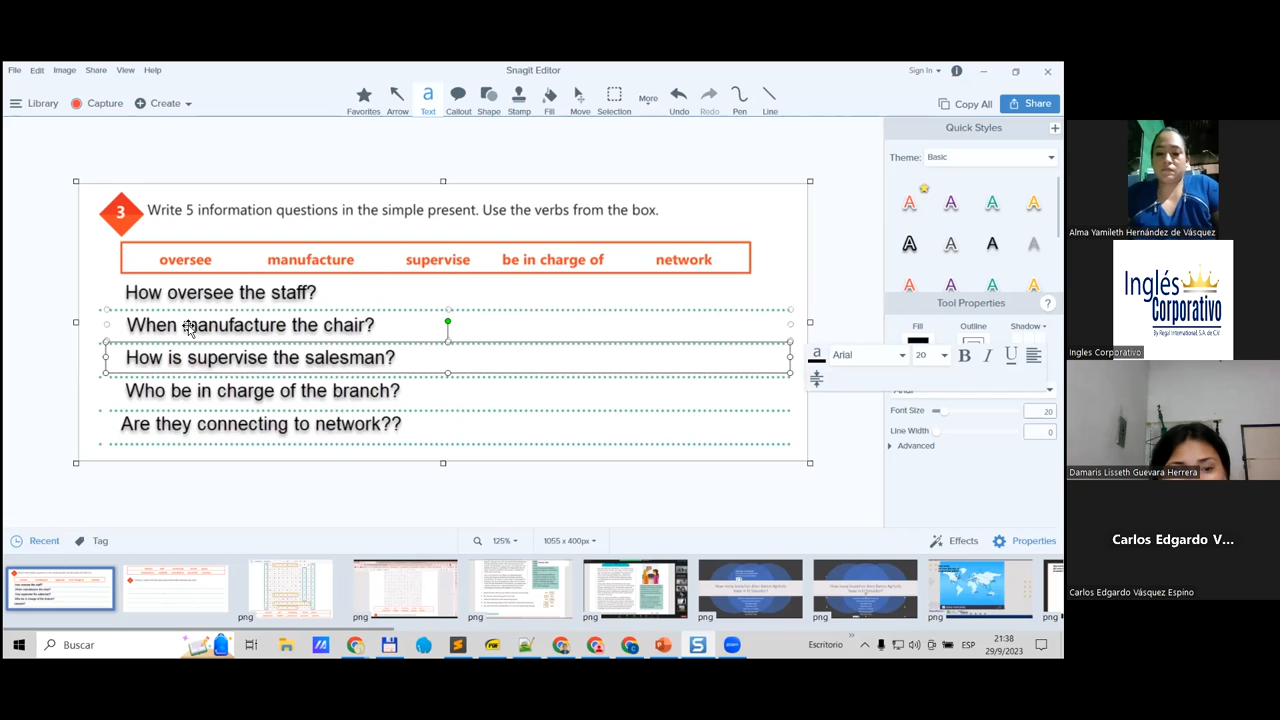 File Edit Image Share View Help
Snagit Editor
Sign In
Library Capture Create
Favorites Arrow Text Callout Shape Stamp Fill Move Selection More Undo Redo Pen Line
Copy All Share
Quick Styles
Theme: Basic
3 Write 5 information questions in the simple present. Use the verbs from the box.
oversee manufacture supervise be in charge of network
How oversee the staff?
When manufacture the chair?
How is supervise the salesman?
Who be in charge of the branch?
Are they connecting to network??
Tool Properties ?
Fill Outline Shadow
a Arial 20 B I U
Font Size 20
Line Width 0
Advanced
Recent Tag
125% 1055 x 400px
Effects Properties
png png png png png png png
Buscar
Escritorio
ESP
21:38
29/9/2023
Alma Yamileth Hernández de Vásquez
Inglés
Corporativo
By Regal International, S.A. de C.V.
Ingles Corporativo
Damaris Lisseth Guevara Herrera
Carlos Edgardo V...
Carlos Edgardo Vásquez Espino